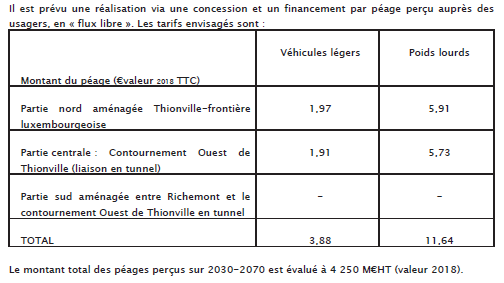 Il est prévu une réalisation via une concession et un financement par péage perçu auprès des
usagers, en « flux libre ». Les tarifs envisagés sont :
Véhicules légers Poids lourds
Montant du péage (€valeur 2018 TTC)
Partie nord aménagée Thionville-frontière
luxembourgeoise
1,97 5,91
Partie centrale : Contournement Ouest de
Thionville (liaison en tunnel)
1,91 5,73
Partie sud aménagée entre Richemont et le
contournement Ouest de Thionville en tunnel
- -
TOTAL 3,88 11,64
Le montant total des péages perçus sur 2030-2070 est évalué à 4 250 M€HT (valeur 2018).